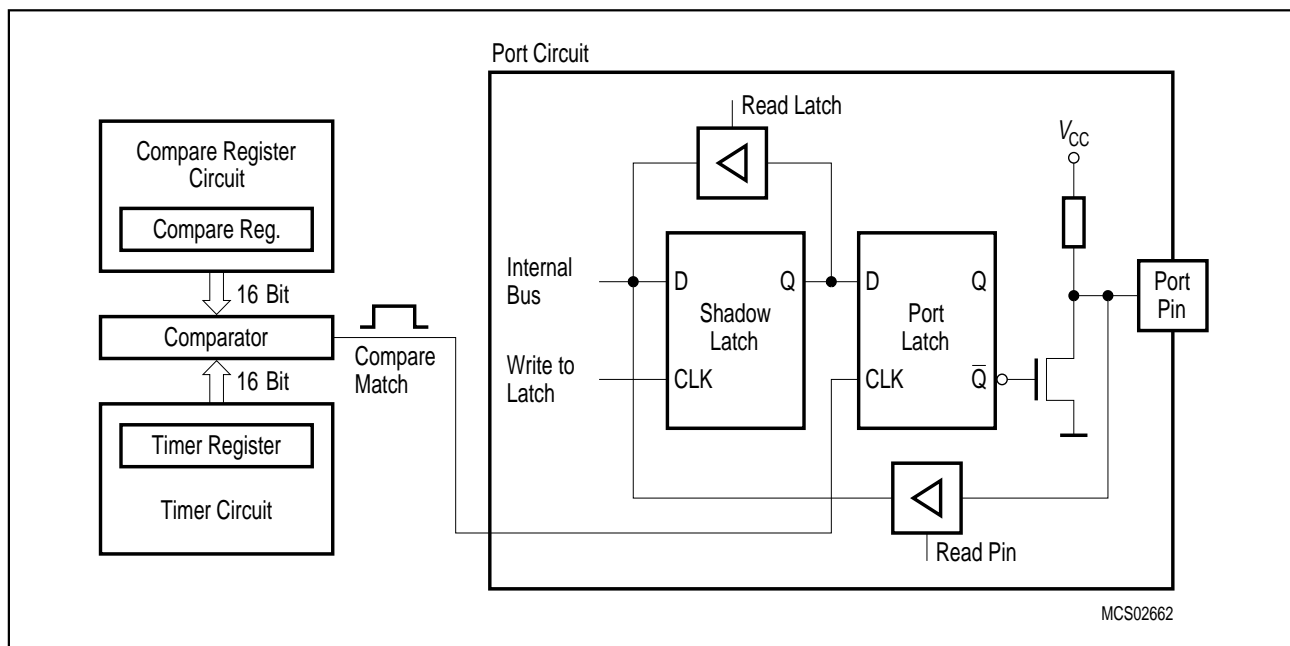 Port Circuit
Read Latch
V_CC
Compare Register
Circuit
Compare Reg.
16 Bit
Comparator
16 Bit
Timer Register
Timer Circuit
Compare
Match
Internal
Bus
Write to
Latch
D
Q
Shadow
Latch
CLK
D
Q
Port
Latch
CLK
Q̅
Port
Pin
Read Pin
MCS02662